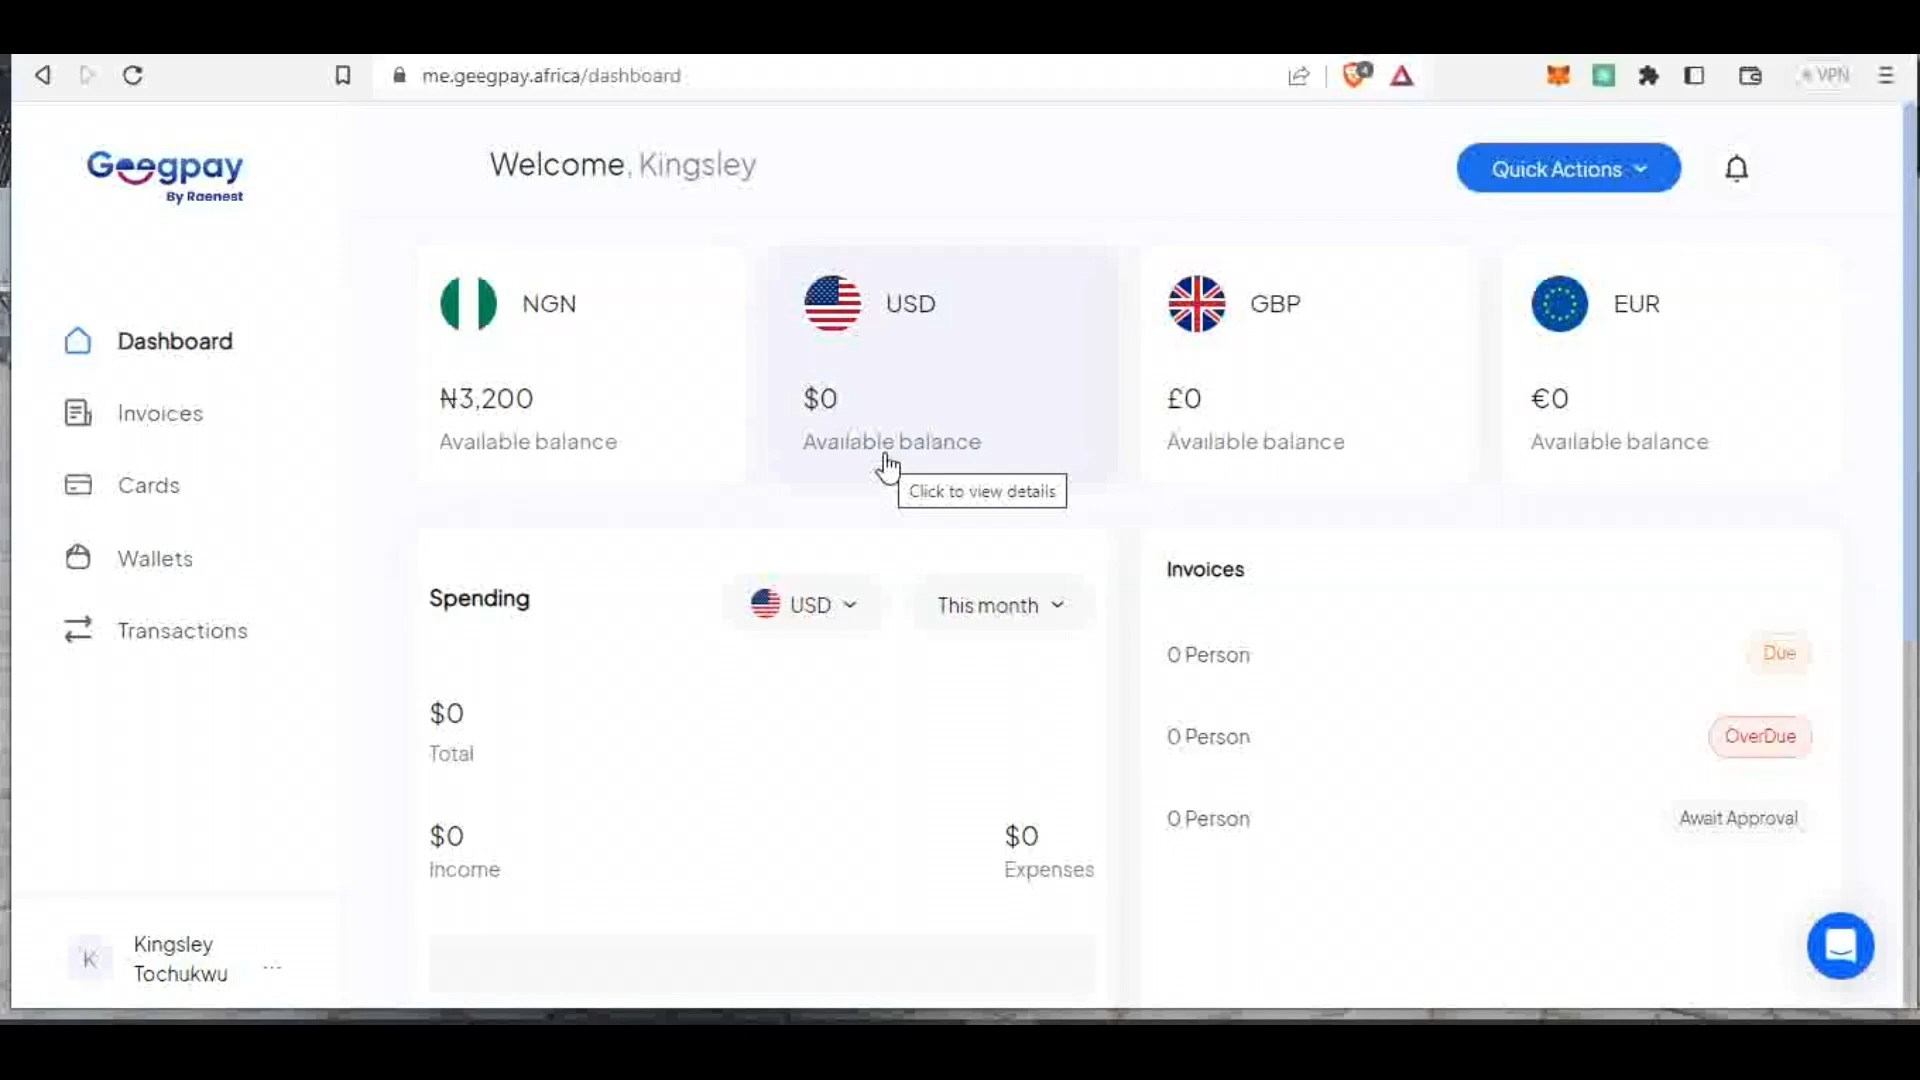 me.geegpay.africa/dashboard
4
VPN
Geegpay
By Raenest
Welcome, Kingsley
Quick Actions
Dashboard
Invoices
Cards
Wallets
Transactions
NGN
₦3,200
Available balance
USD
$0
Available balance
GBP
£0
Available balance
EUR
€0
Available balance
Click to view details
Spending
USD
This month
$0
Total
$0
Income
$0
Expenses
Invoices
0 Person
Due
0 Person
OverDue
0 Person
Await Approval
K
Kingsley
Tochukwu
...